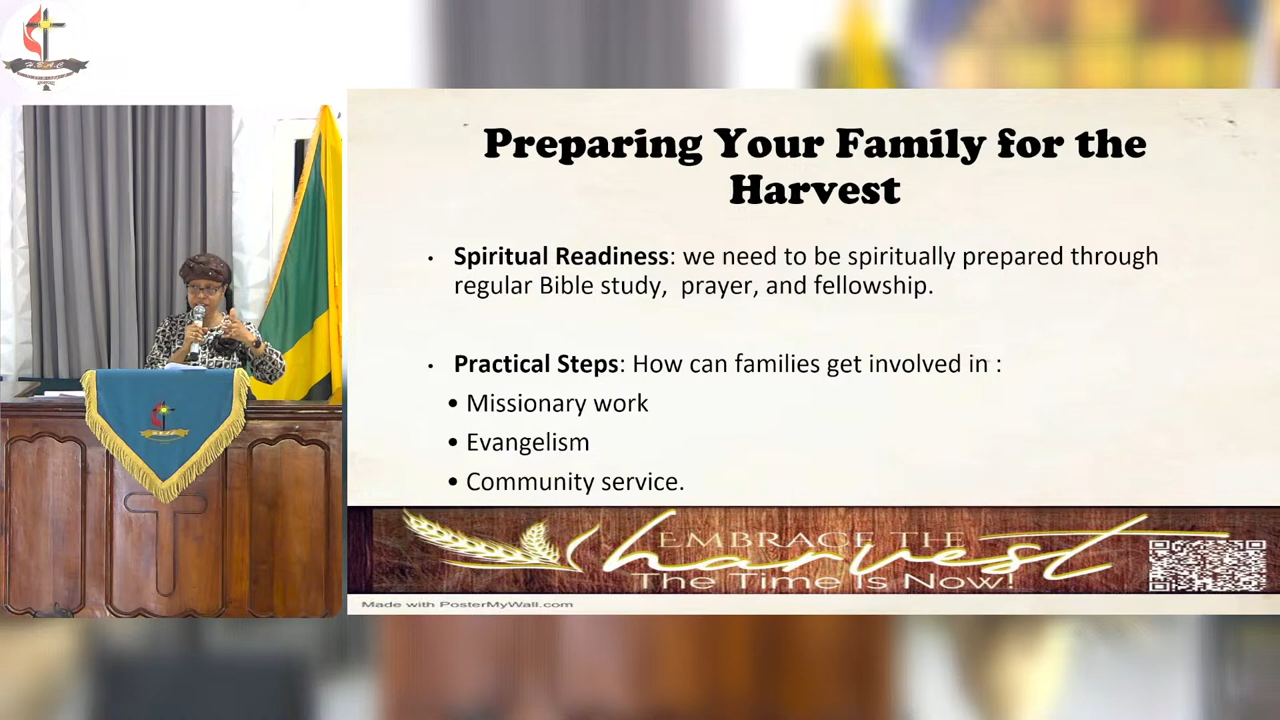 H.E.A.C
Preparing Your Family for the
Harvest
• Spiritual Readiness: we need to be spiritually prepared through
regular Bible study, prayer, and fellowship.
• Practical Steps: How can families get involved in :
• Missionary work
• Evangelism
• Community service.
EMBRACE THE
harvest
The Time Is Now!
Made with PosterMyWall.com